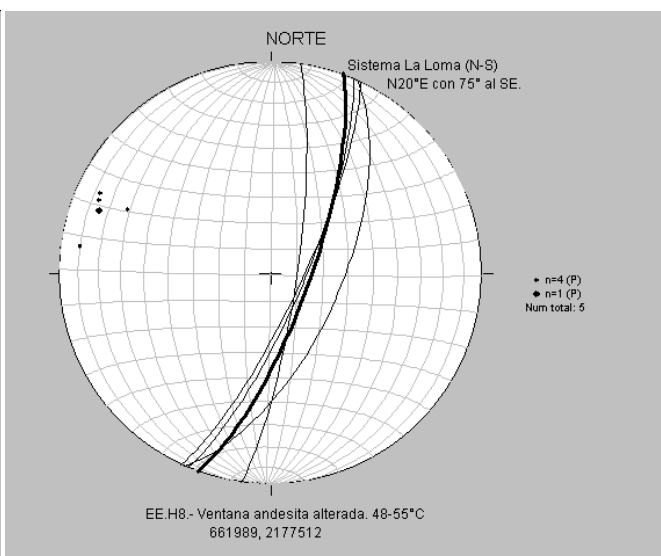 NORTE
Sistema La Loma (N-S)
N20°E con 75° al SE.
n=4 (P)
n=1 (P)
Num total: 5
EE.H8.- Ventana andesita alterada. 48-55°C
661989, 2177512